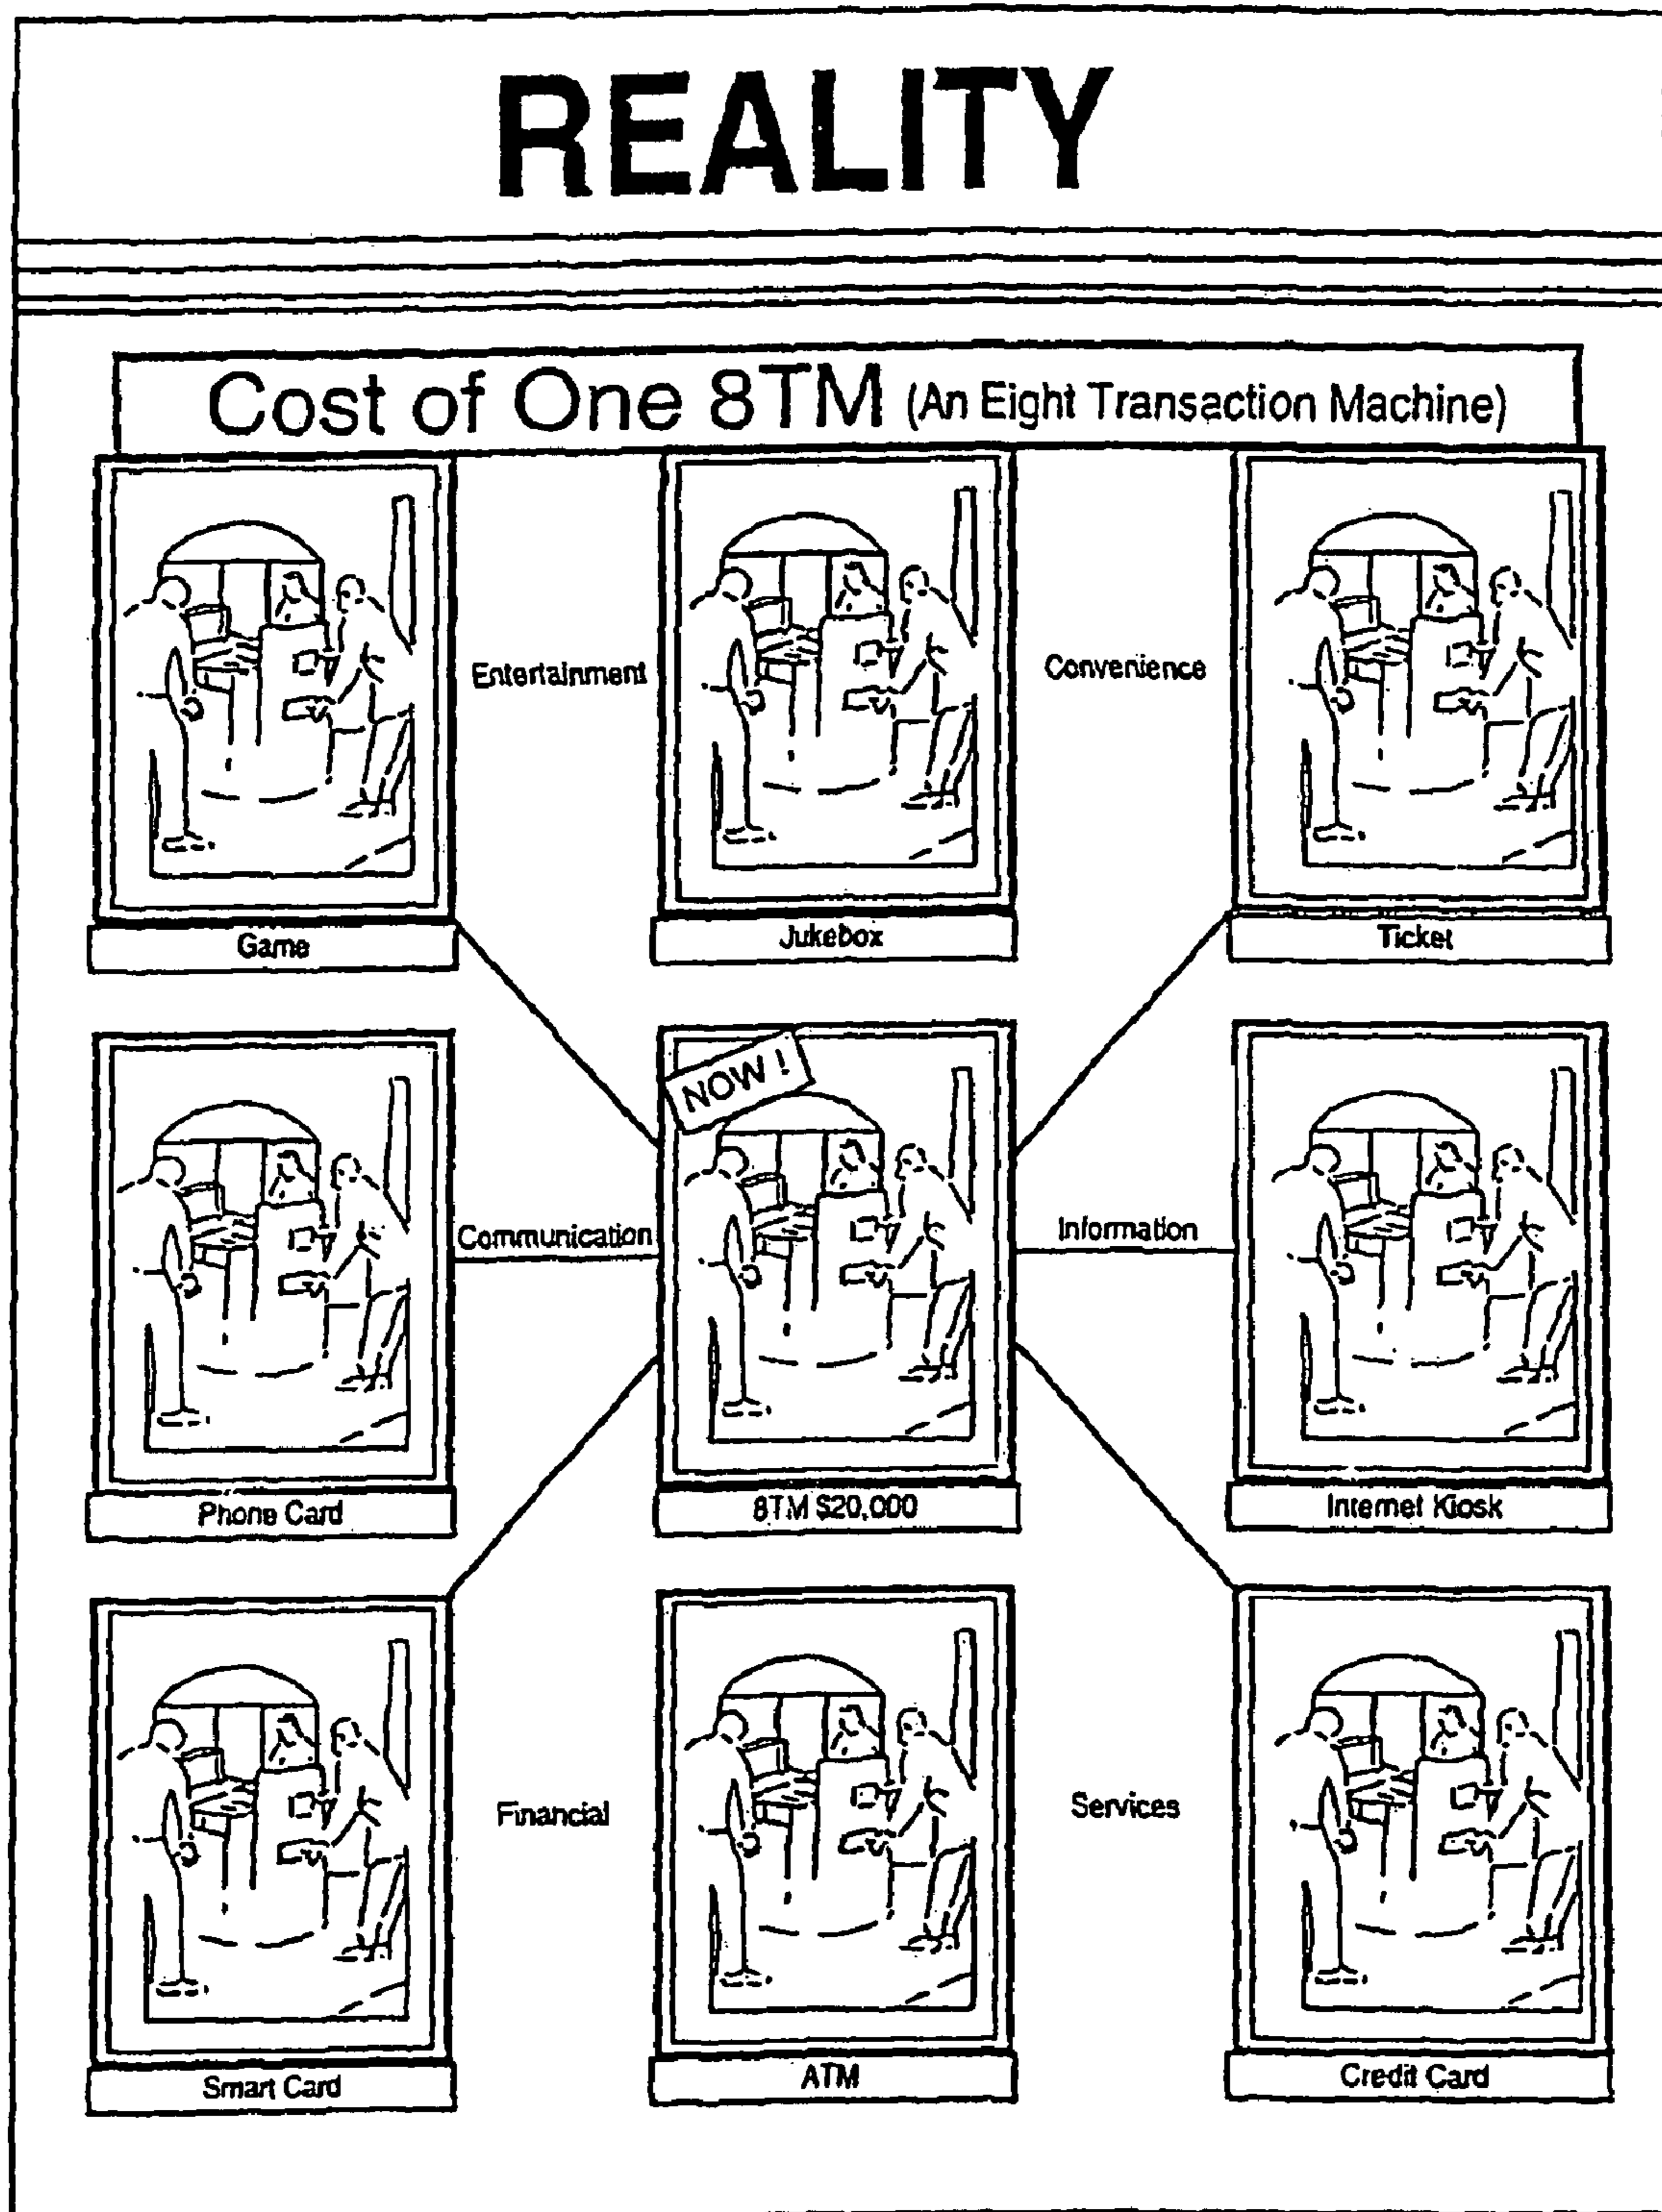 REALITY
Cost of One 8TM (An Eight Transaction Machine)
Entertainment
Convenience
Game
Jukebox
Ticket
NOW !
Communication
Information
Phone Card
8TM $20,000
Internet Kiosk
Financial
Services
Smart Card
ATM
Credit Card